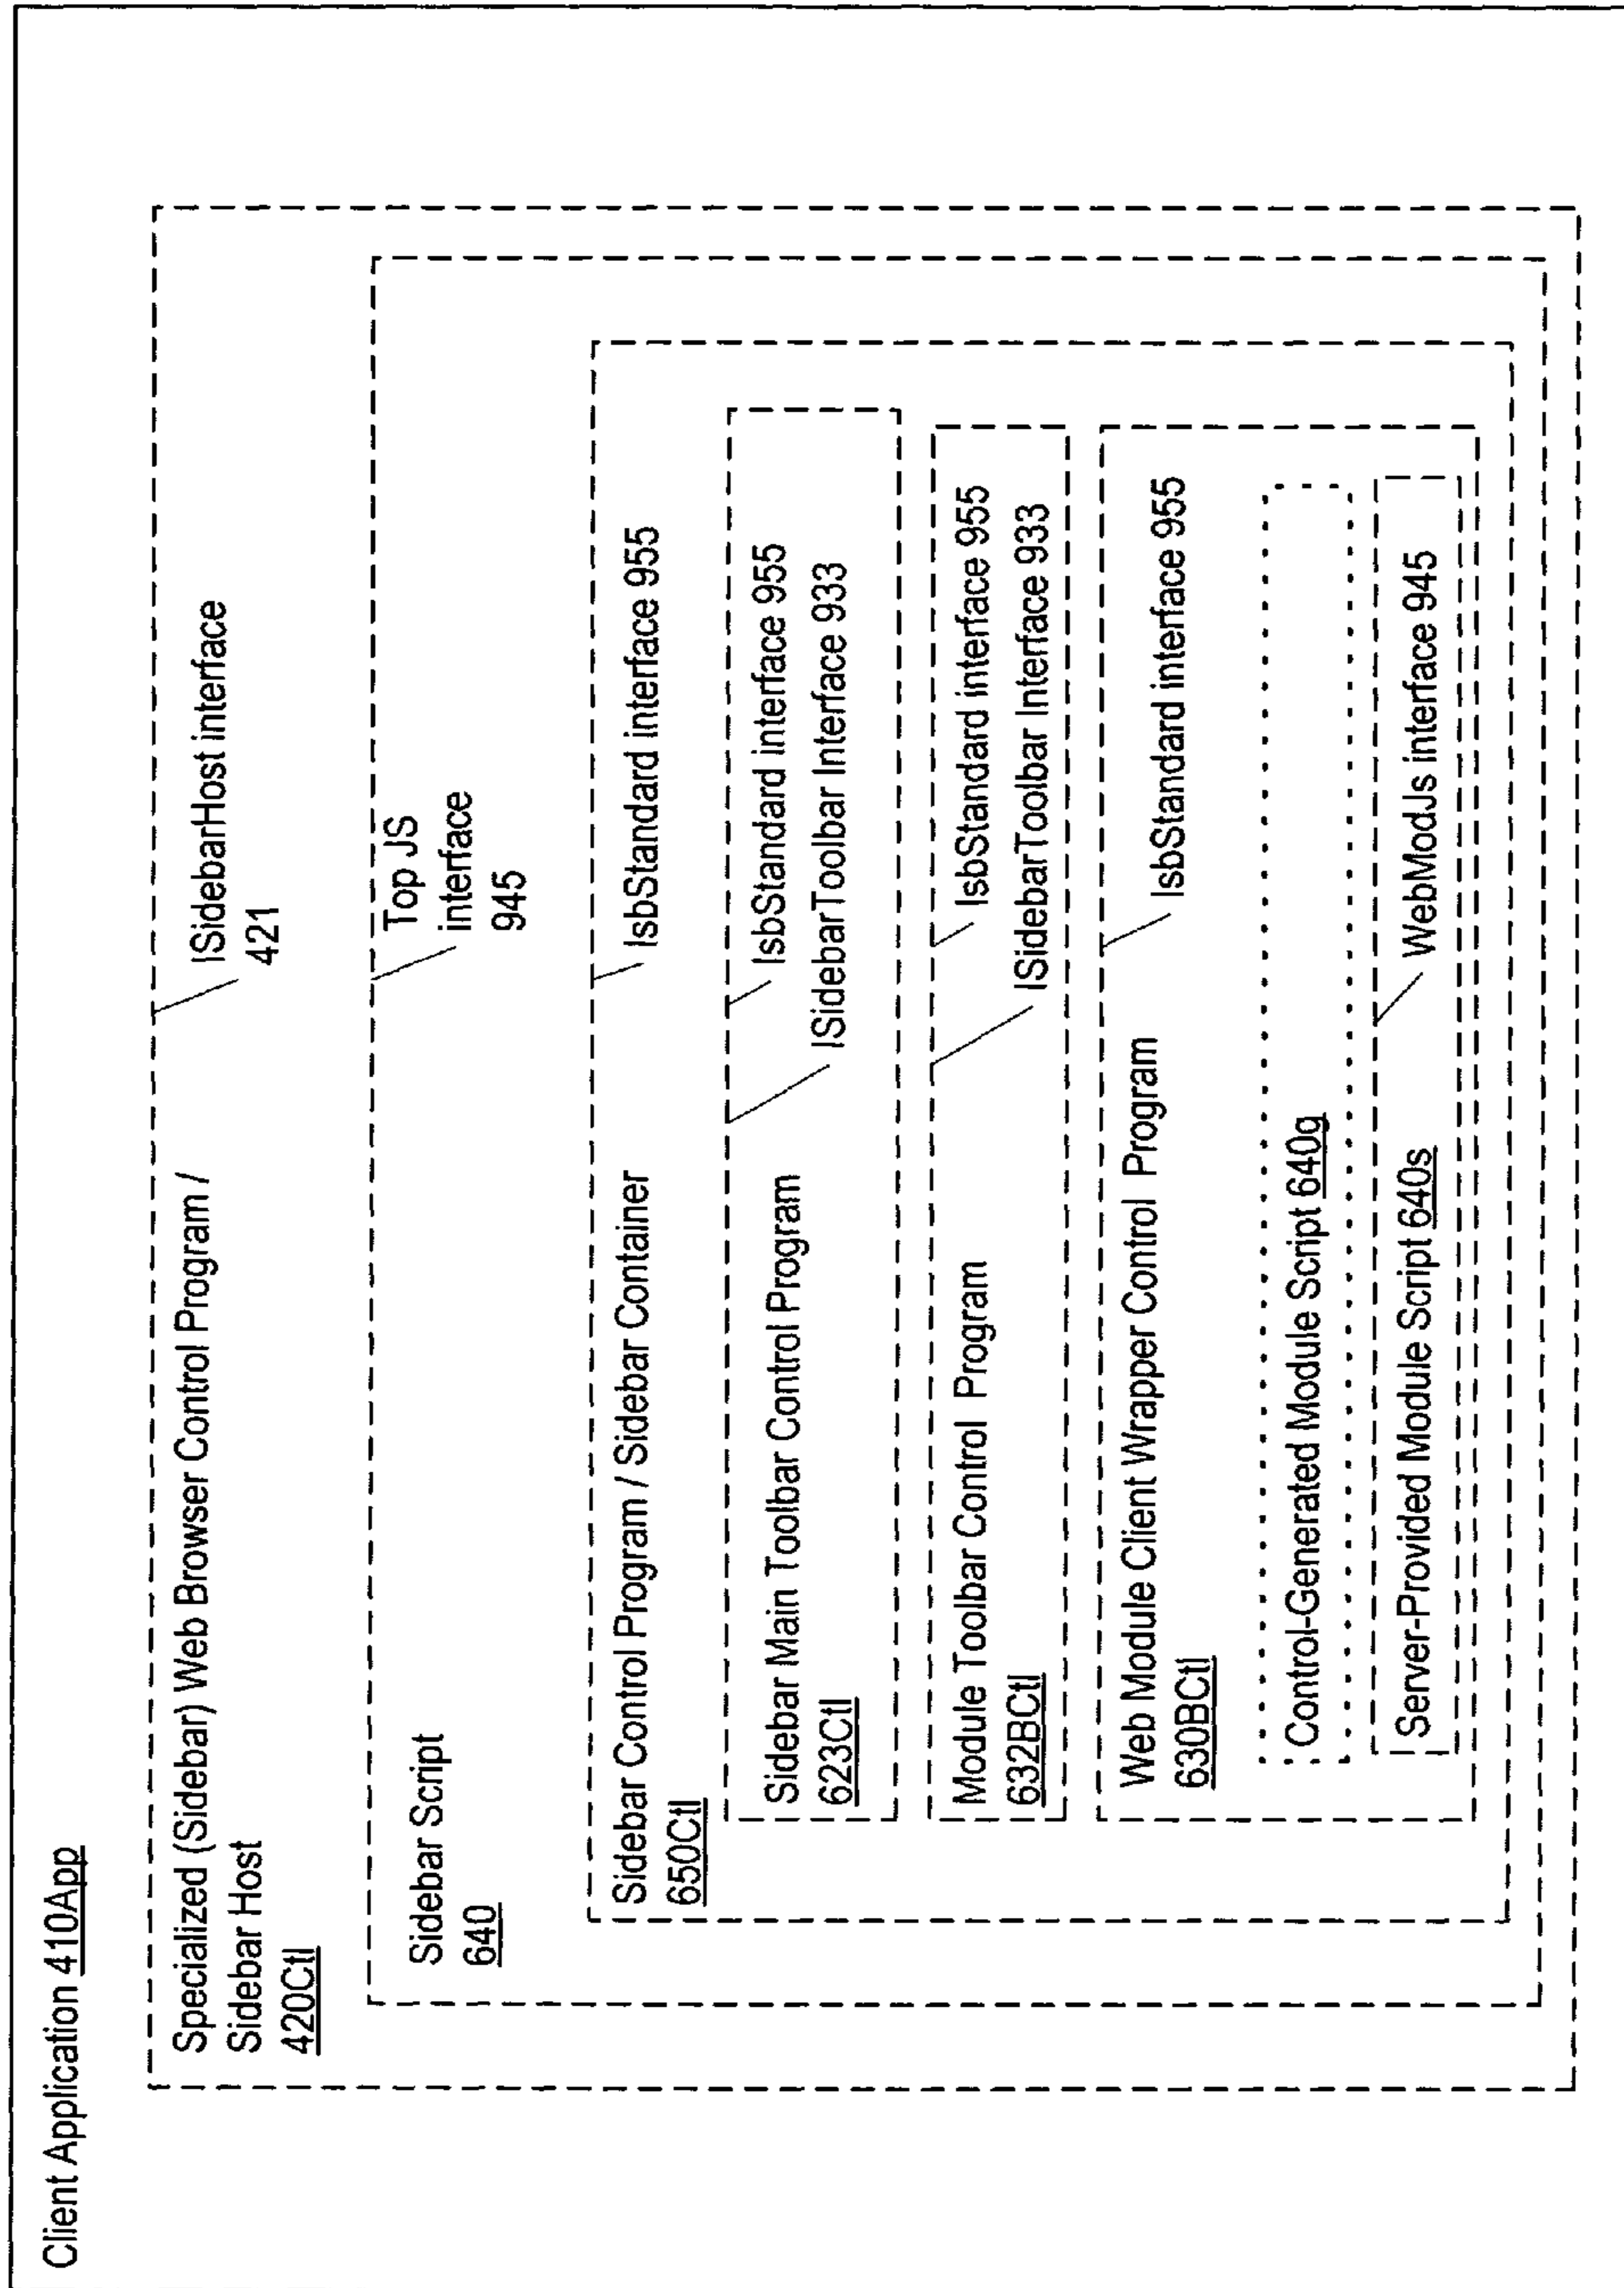 Client Application 410App
Specialized (Sidebar) Web Browser Control Program /
Sidebar Host
420Ctl
ISidebarHost interface
421
Sidebar Script
640
Top JS
interface
945
Sidebar Control Program / Sidebar Container
650Ctl
IsbStandard interface 955
Sidebar Main Toolbar Control Program
623Ctl
IsbStandard interface 955
ISidebarToolbar Interface 933
Module Toolbar Control Program
632BCtl
IsbStandard interface 955
ISidebarToolbar Interface 933
Web Module Client Wrapper Control Program
630BCtl
IsbStandard interface 955
Control-Generated Module Script 640g
Server-Provided Module Script 640s
WebModJs interface 945